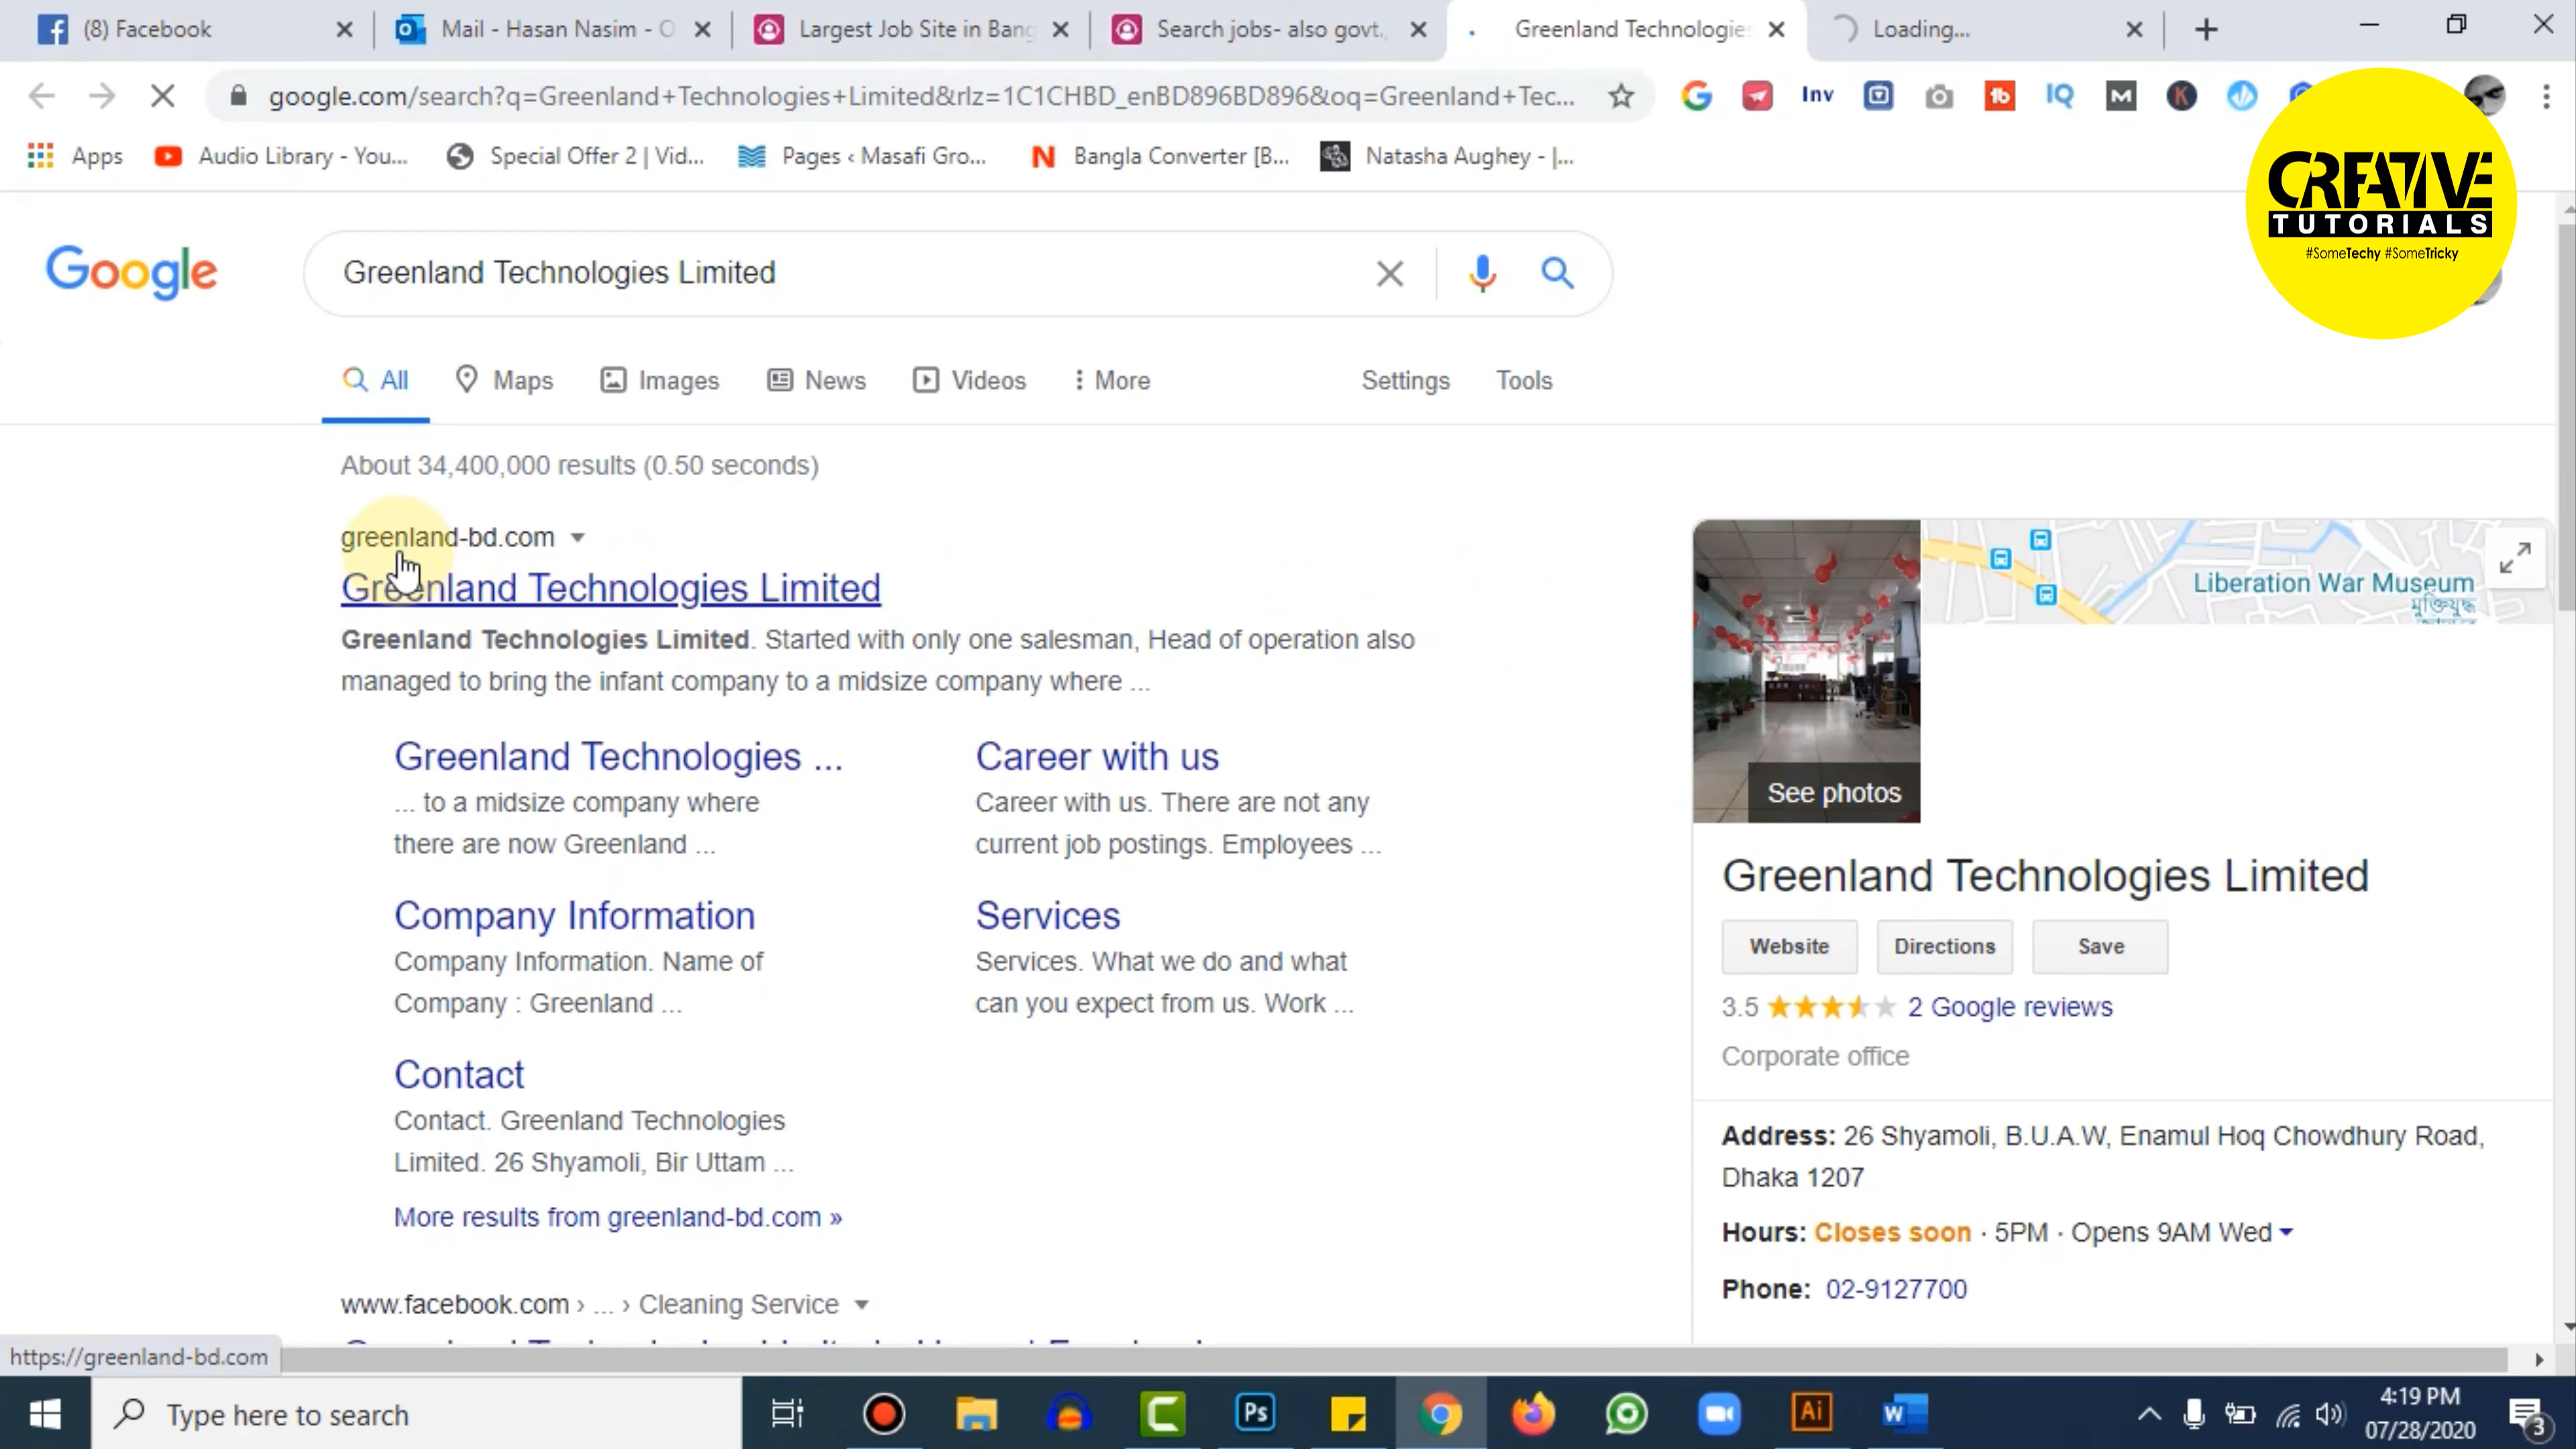 (8) Facebook
Mail - Hasan Nasim - O
Largest Job Site in Bang
Search jobs- also govt.,
Greenland Technologies
Loading...
google.com/search?q=Greenland+Technologies+Limited&rlz=1C1CHBD_enBD896BD896&oq=Greenland+Tec...
Inv
Apps
Audio Library - You...
Special Offer 2 | Vid...
Pages ‹ Masafi Gro...
Bangla Converter [B...
Natasha Aughey - |...
CREATIVE
TUTORIALS
#SomeTechy #SomeTricky
Google
Greenland Technologies Limited
All
Maps
Images
News
Videos
More
Settings
Tools
About 34,400,000 results (0.50 seconds)
greenland-bd.com
Greenland Technologies Limited
Greenland Technologies Limited. Started with only one salesman, Head of operation also
managed to bring the infant company to a midsize company where ...
Greenland Technologies ...
... to a midsize company where
there are now Greenland ...
Career with us
Career with us. There are not any
current job postings. Employees ...
Company Information
Company Information. Name of
Company : Greenland ...
Services
Services. What we do and what
can you expect from us. Work ...
Contact
Contact. Greenland Technologies
Limited. 26 Shyamoli, Bir Uttam ...
More results from greenland-bd.com »
www.facebook.com › ... › Cleaning Service
Liberation War Museum
মুক্তিযুদ্ধ
See photos
Greenland Technologies Limited
Website
Directions
Save
3.5
2 Google reviews
Corporate office
Address: 26 Shyamoli, B.U.A.W, Enamul Hoq Chowdhury Road,
Dhaka 1207
Hours: Closes soon · 5PM · Opens 9AM Wed
Phone: 02-9127700
https://greenland-bd.com
Type here to search
Ps
Ai
W
4:19 PM
07/28/2020
3